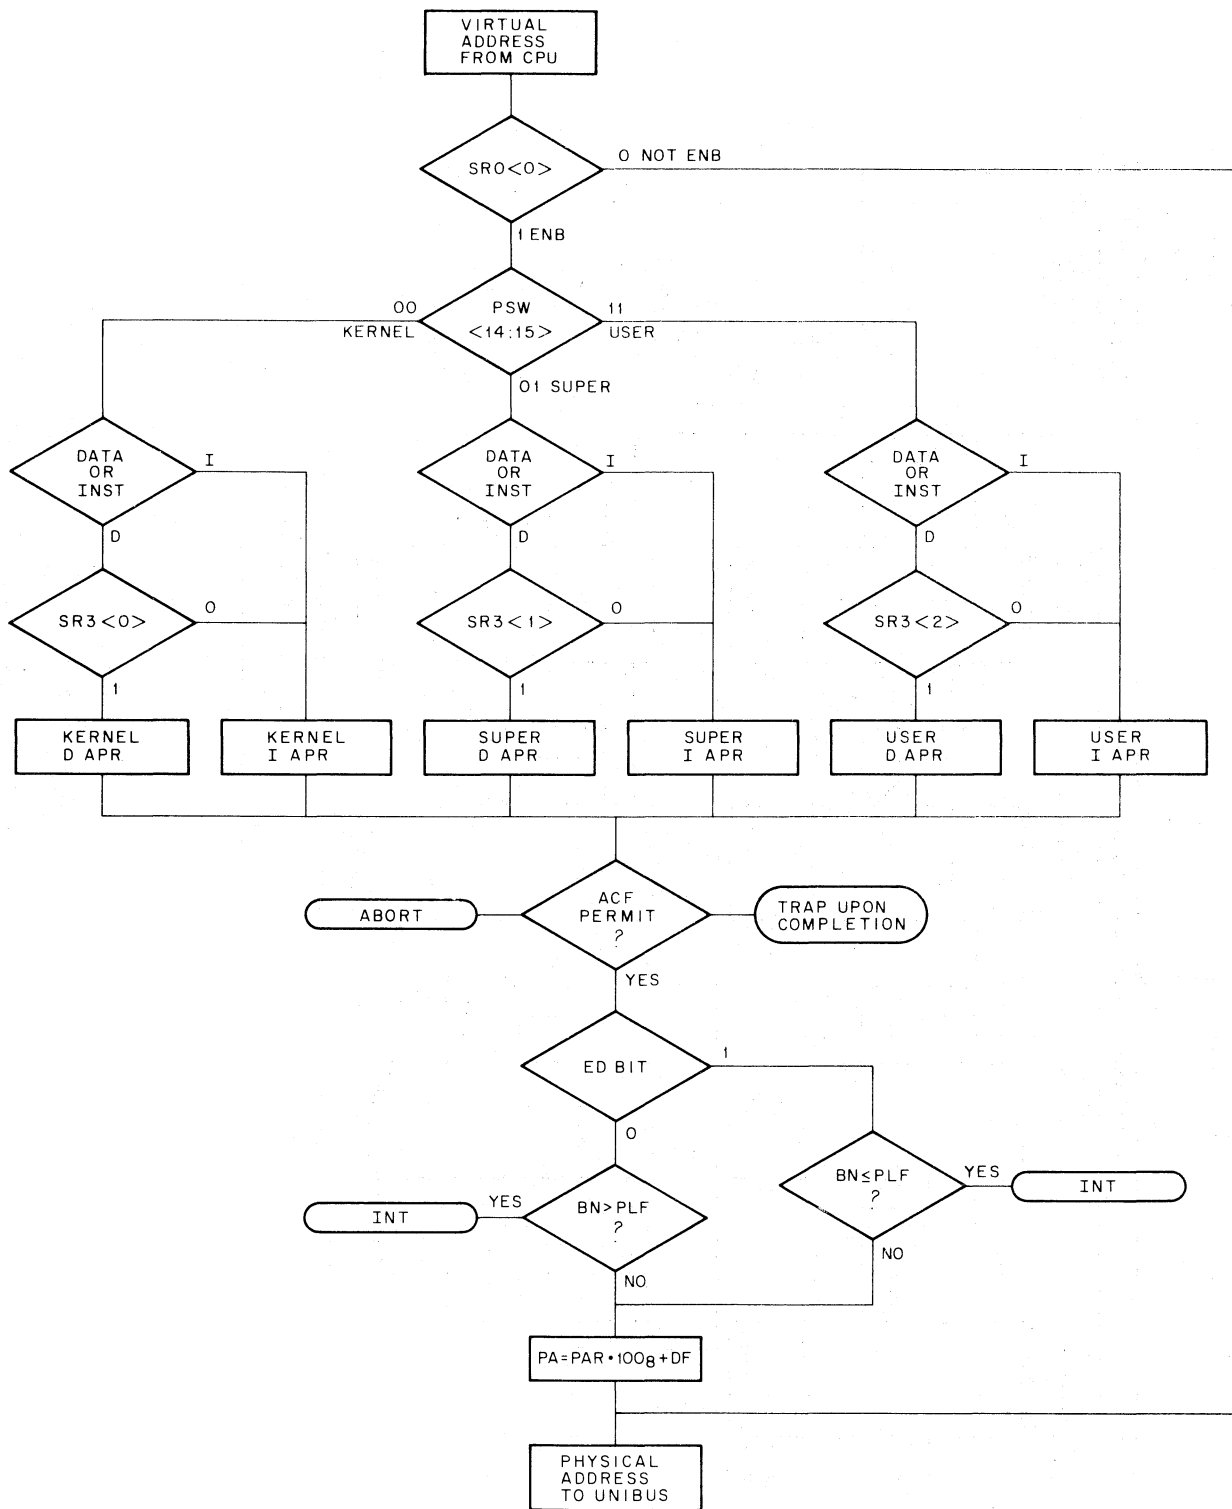 VIRTUAL
ADDRESS
FROM CPU
SR0<0>
0 NOT ENB
1 ENB
00
KERNEL
PSW
<14:15>
11
USER
01 SUPER
DATA
OR
INST
I
D
DATA
OR
INST
I
D
DATA
OR
INST
I
D
SR3<0>
0
1
SR3<1>
0
1
SR3<2>
0
1
KERNEL
D APR
KERNEL
I APR
SUPER
D APR
SUPER
I APR
USER
D APR
USER
I APR
ABORT
ACF
PERMIT
?
TRAP UPON
COMPLETION
YES
ED BIT
1
0
INT
YES
BN>PLF
?
NO
BN≤PLF
?
YES
INT
NO
PA=PAR•100₈+DF
PHYSICAL
ADDRESS
TO UNIBUS